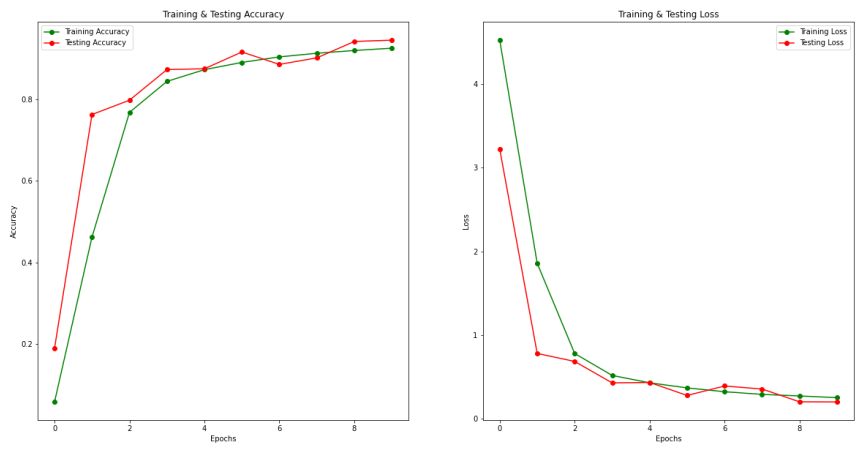 Training & Testing Accuracy
Training Accuracy
Testing Accuracy
Accuracy
0.8
0.6
0.4
0.2
0 2 4 6 8
Epochs
Training & Testing Loss
Training Loss
Testing Loss
Loss
4
3
2
1
0
0 2 4 6 8
Epochs